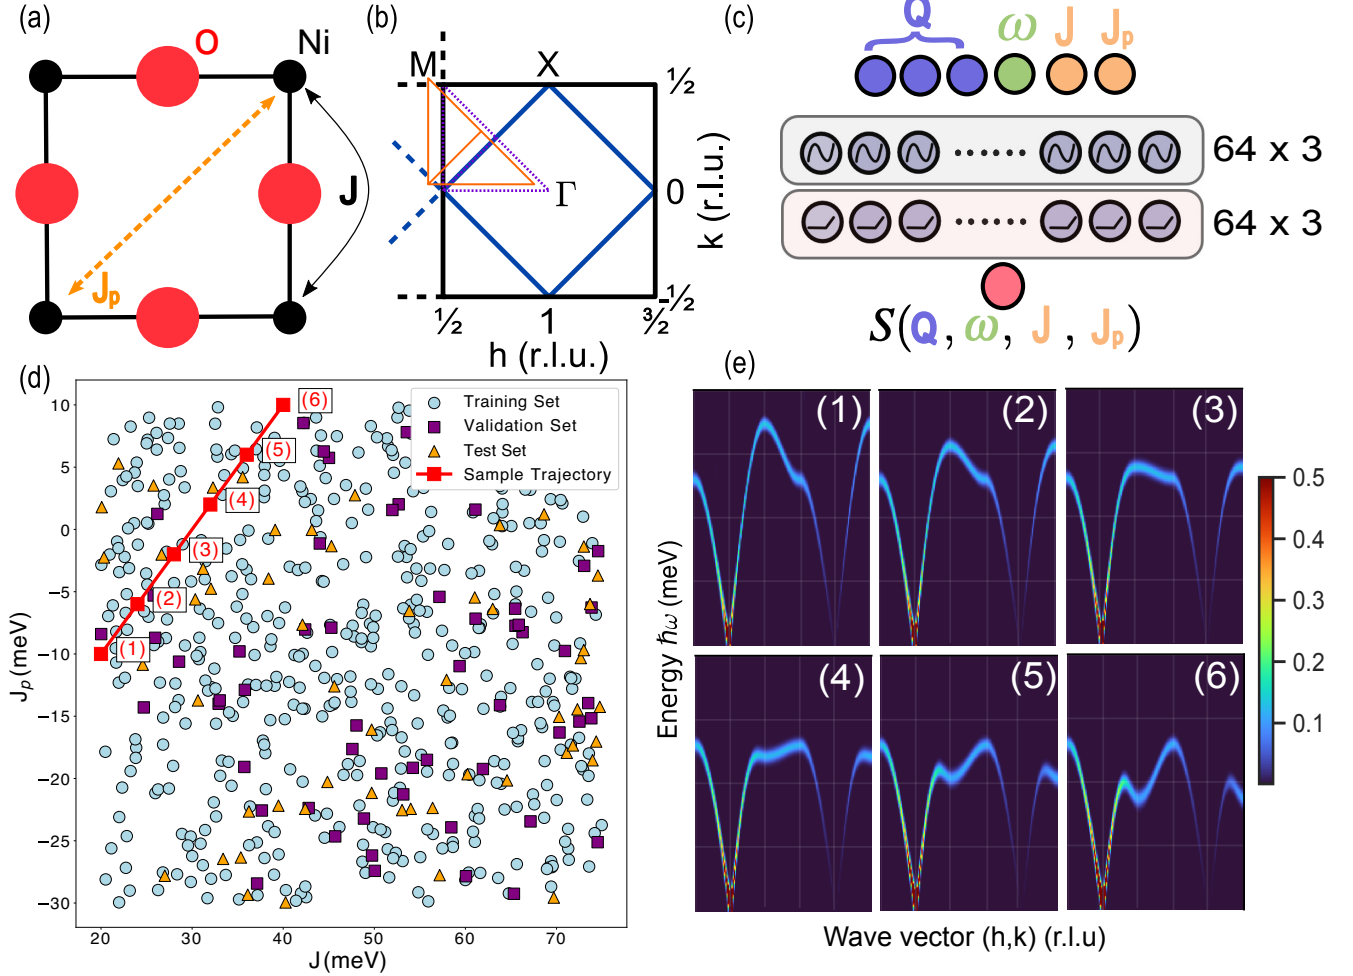 (a)
O
Ni
J
Jp
(b)
M
X
Γ
½
0
-½
k (r.l.u.)
½
1
3⁄2
h (r.l.u.)
(c)
Q
ω
J
Jp
64 x 3
64 x 3
S(Q, ω, J, Jp)
(d)
Training Set
Validation Set
Test Set
Sample Trajectory
(6)
(5)
(4)
(3)
(2)
(1)
10
5
0
−5
−10
−15
−20
−25
−30
Jp (meV)
20
30
40
50
60
70
J (meV)
(e)
(1)
(2)
(3)
(4)
(5)
(6)
Energy ħω (meV)
Wave vector (h,k) (r.l.u)
0.5
0.4
0.3
0.2
0.1